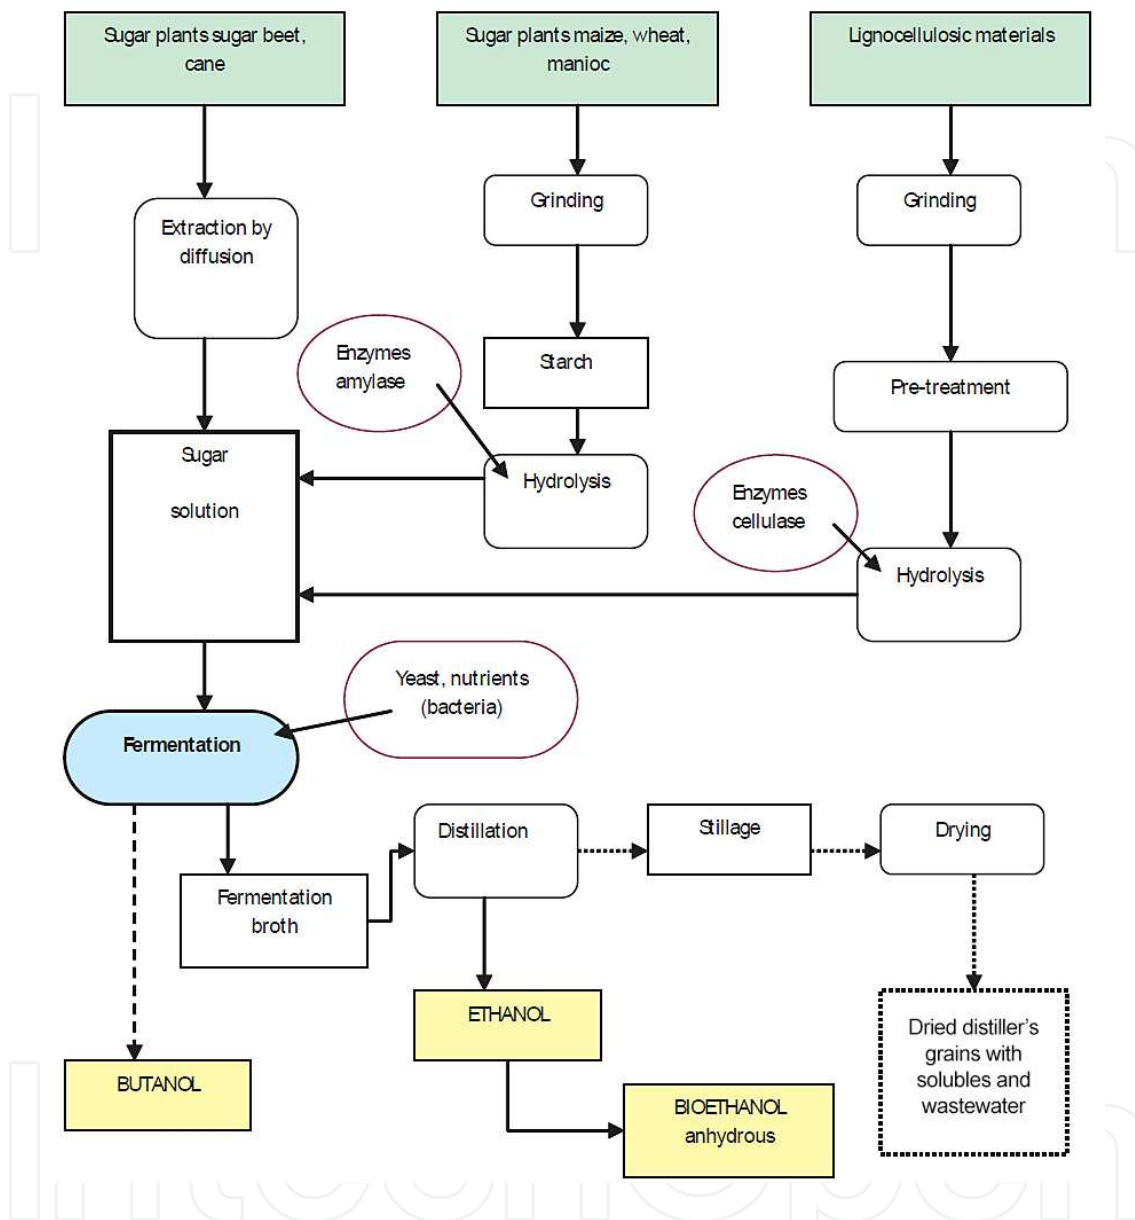 Sugar plants sugar beet,
cane
Sugar plants maize, wheat,
manioc
Lignocellulosic materials
Extraction by
diffusion
Grinding
Grinding
Enzymes
amylase
Starch
Pre-treatment
Sugar
solution
Hydrolysis
Enzymes
cellulase
Hydrolysis
Yeast, nutrients
(bacteria)
Fermentation
Distillation
Stillage
Drying
Fermentation
broth
ETHANOL
Dried distiller's
grains with
solubles and
wastewater
BUTANOL
BIOETHANOL
anhydrous